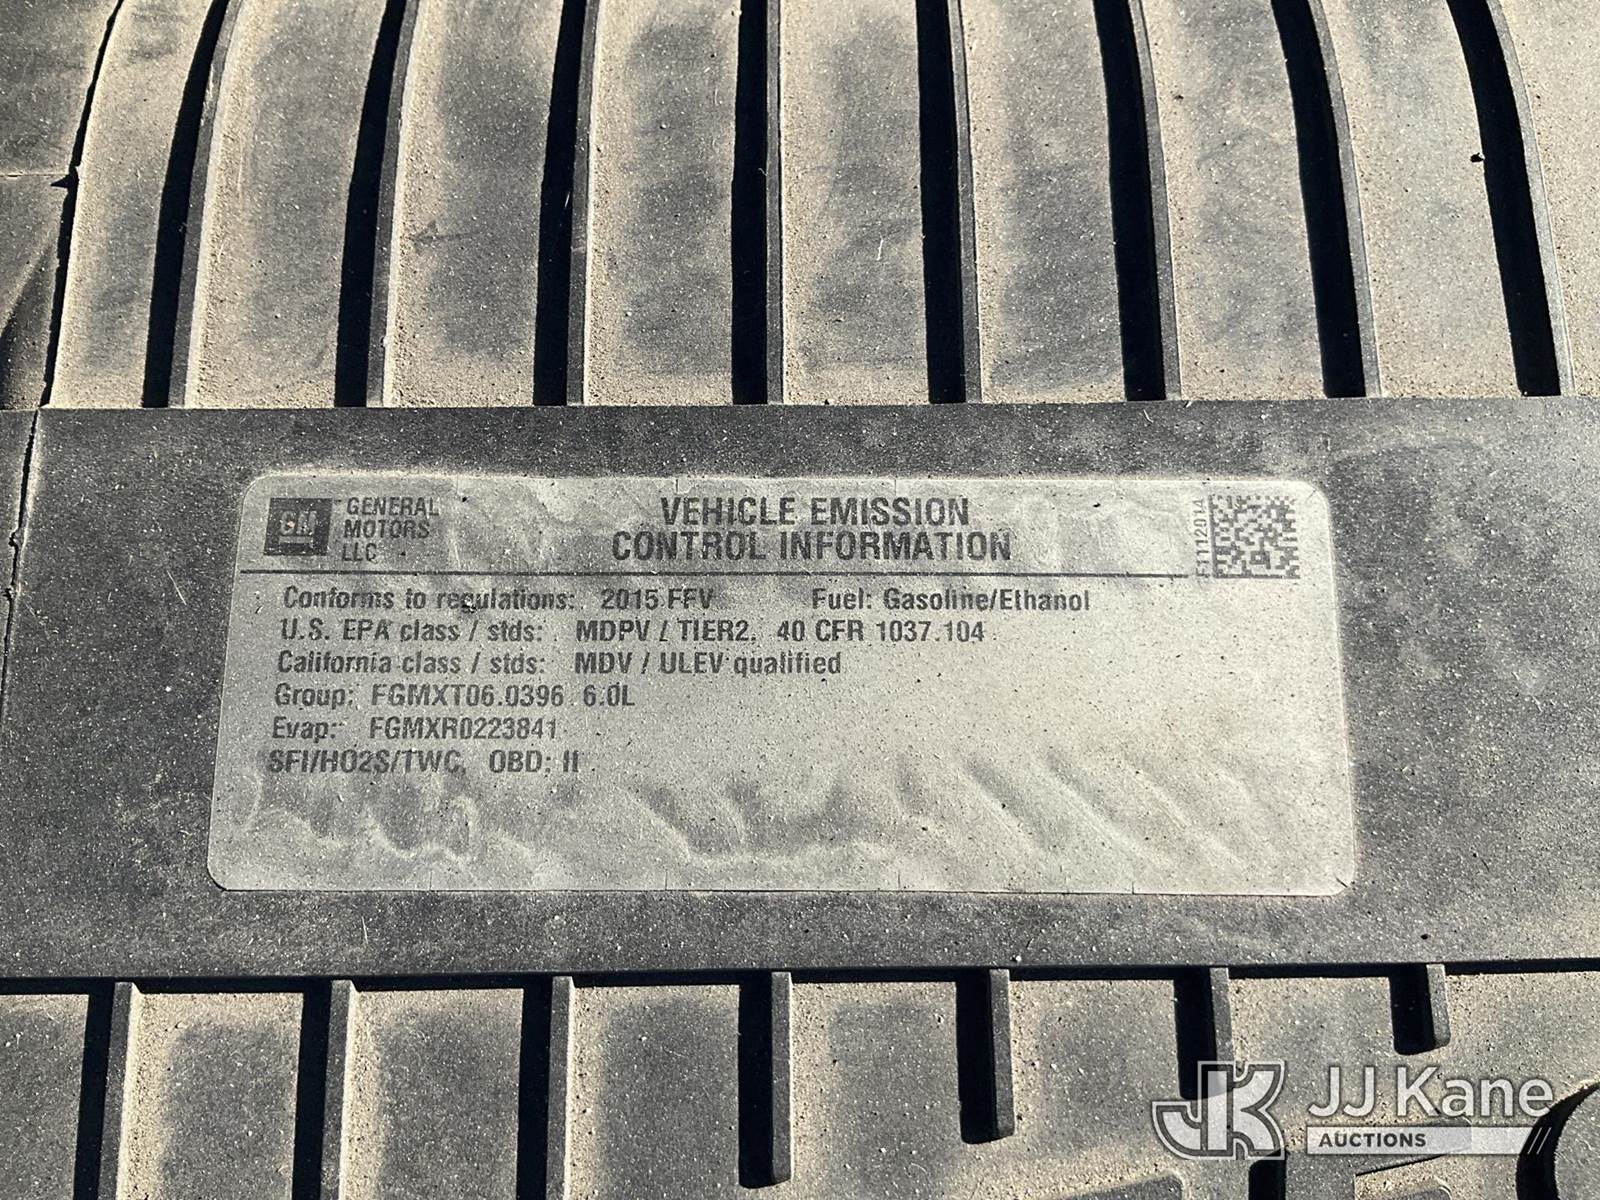 GM
GENERAL
MOTORS
LLC
VEHICLE EMISSION
CONTROL INFORMATION
F111201A
Conforms to regulations: 2015 FFV Fuel: Gasoline/Ethanol
U.S. EPA class / stds: MDPV / TIER2, 40 CFR 1037.104
California class / stds: MDV / ULEV qualified
Group: FGMXT06.0396 6.0L
Evap: FGMXR0223841
SFI/HO2S/TWC, OBD: II
JK JJ Kane
AUCTIONS